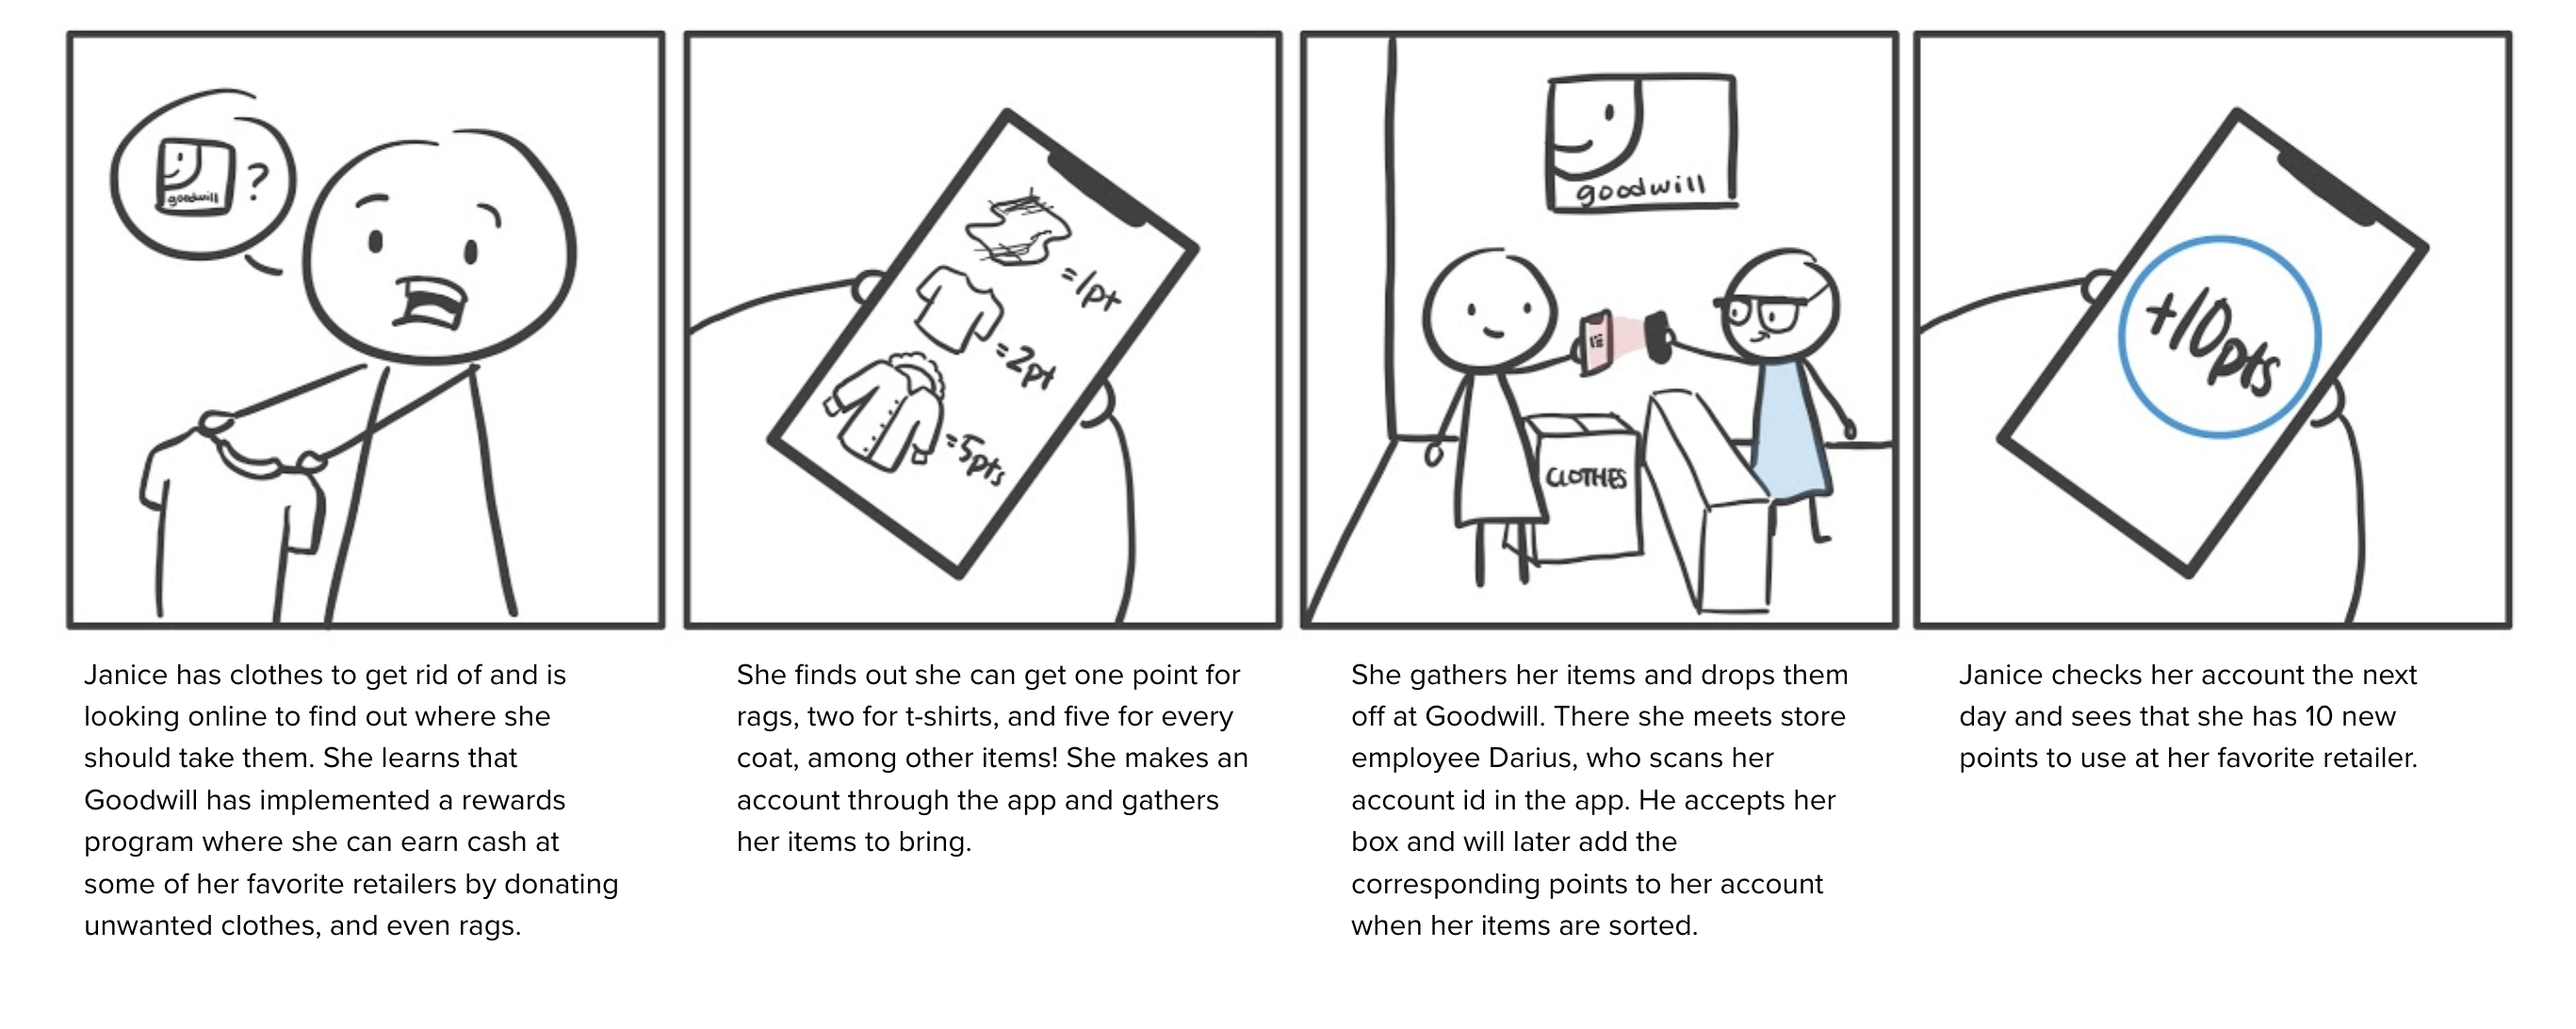 goodwill ?
=1pt
=2pt
=5pts
goodwill
CLOTHES
+10pts
Janice has clothes to get rid of and is
looking online to find out where she
should take them. She learns that
Goodwill has implemented a rewards
program where she can earn cash at
some of her favorite retailers by donating
unwanted clothes, and even rags.
She finds out she can get one point for
rags, two for t-shirts, and five for every
coat, among other items! She makes an
account through the app and gathers
her items to bring.
She gathers her items and drops them
off at Goodwill. There she meets store
employee Darius, who scans her
account id in the app. He accepts her
box and will later add the
corresponding points to her account
when her items are sorted.
Janice checks her account the next
day and sees that she has 10 new
points to use at her favorite retailer.